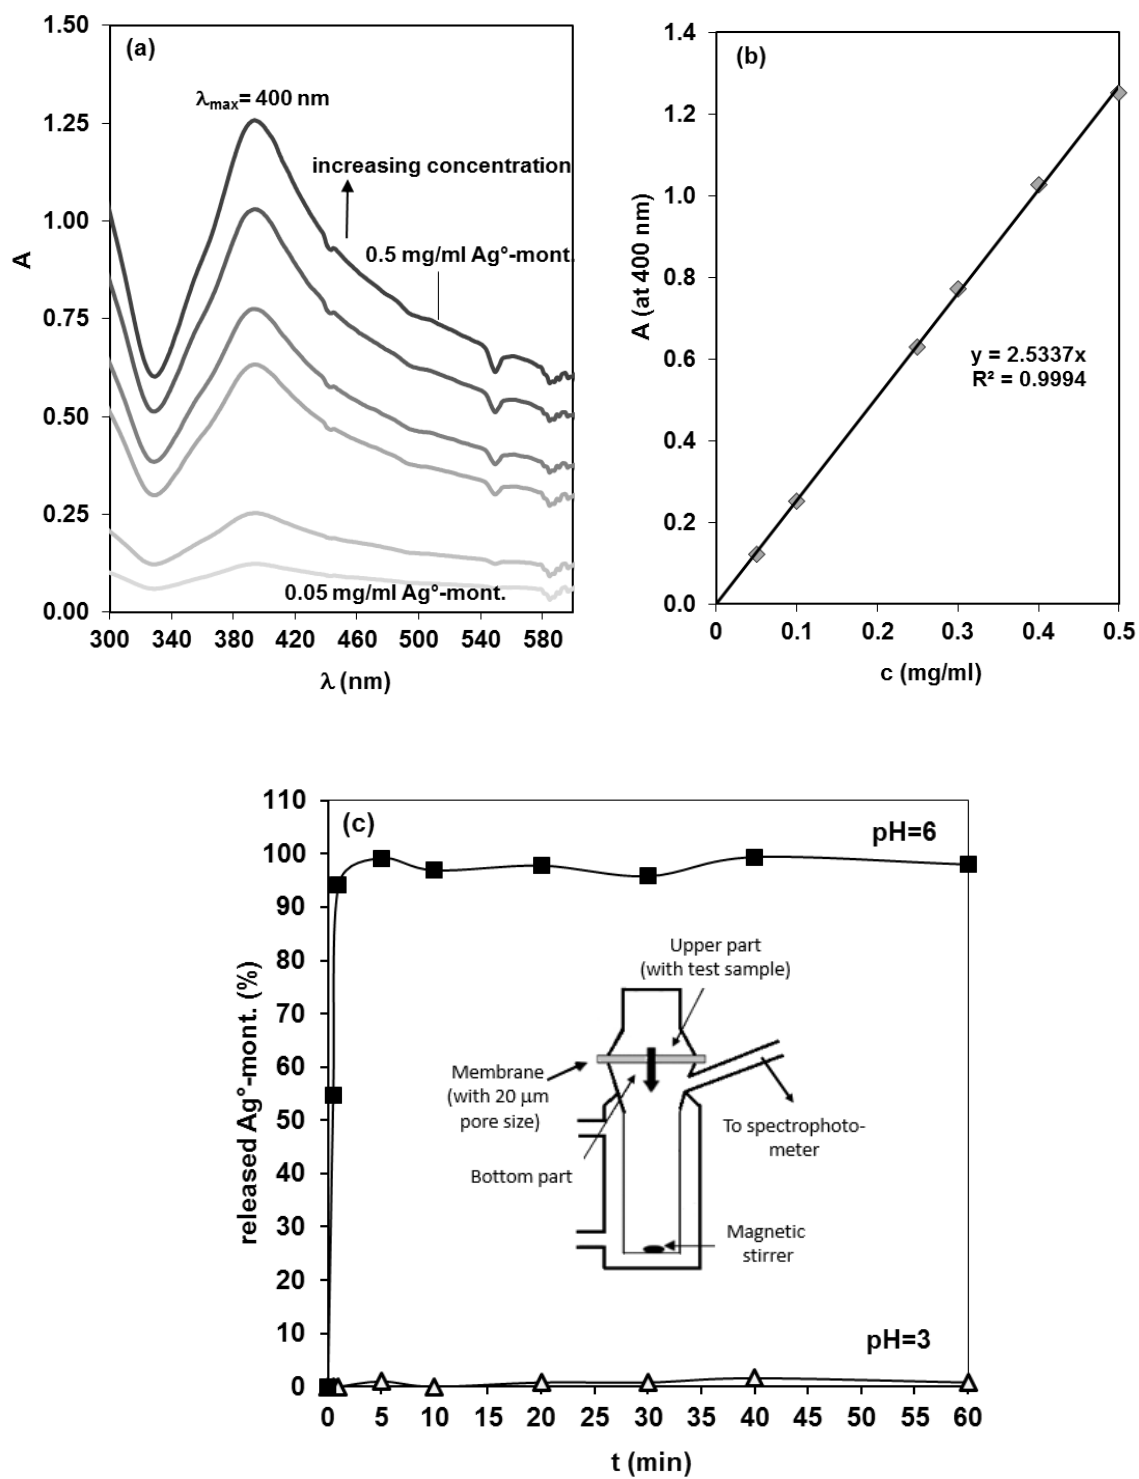 (a)
λmax= 400 nm
increasing concentration
0.5 mg/ml Ag°-mont.
0.05 mg/ml Ag°-mont.
A
1.50
1.25
1.00
0.75
0.50
0.25
0.00
300 340 380 420 460 500 540 580
λ (nm)
(b)
A (at 400 nm)
1.4
1.2
1.0
0.8
0.6
0.4
0.2
0.0
y = 2.5337x
R² = 0.9994
0 0.1 0.2 0.3 0.4 0.5
c (mg/ml)
(c)
pH=6
released Ag°-mont. (%)
110
100
90
80
70
60
50
40
30
20
10
0
Upper part
(with test sample)
Membrane
(with 20 µm
pore size)
To spectrophoto-
meter
Bottom part
Magnetic
stirrer
pH=3
0 5 10 15 20 25 30 35 40 45 50 55 60
t (min)